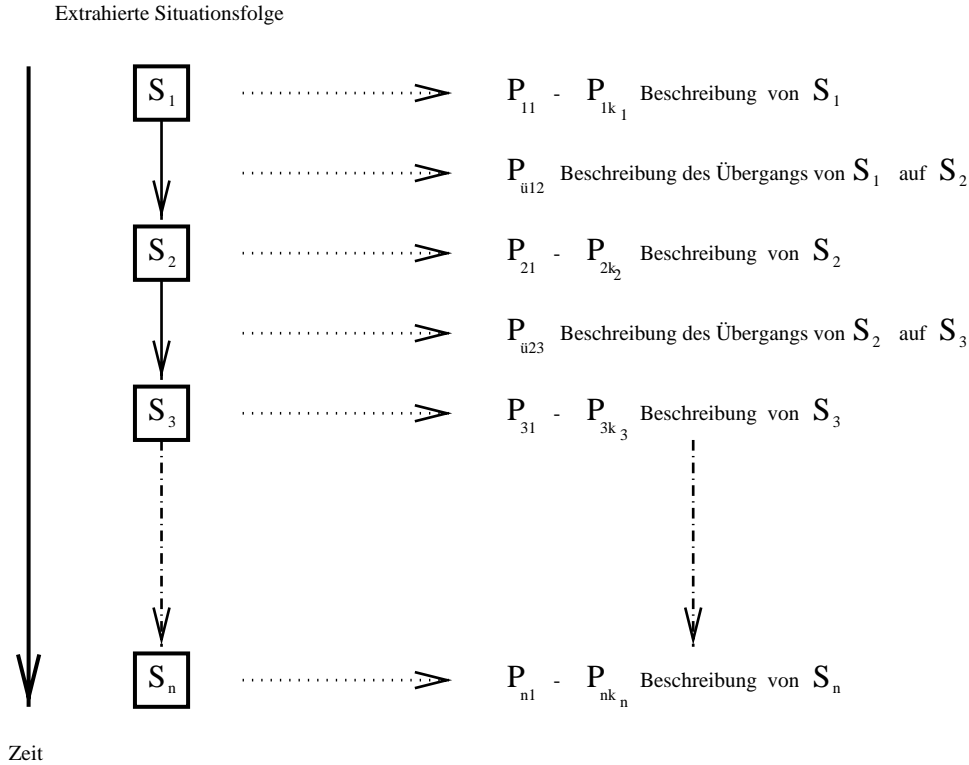 Extrahierte Situationsfolge
S₁ P₁₁ - P₁ₖ₁ Beschreibung von S₁
Pü₁₂ Beschreibung des Übergangs von S₁ auf S₂
S₂ P₂₁ - P₂ₖ₂ Beschreibung von S₂
Pü₂₃ Beschreibung des Übergangs von S₂ auf S₃
S₃ P₃₁ - P₃ₖ₃ Beschreibung von S₃
Sₙ Pₙ₁ - Pₙₖₙ Beschreibung von Sₙ
Zeit